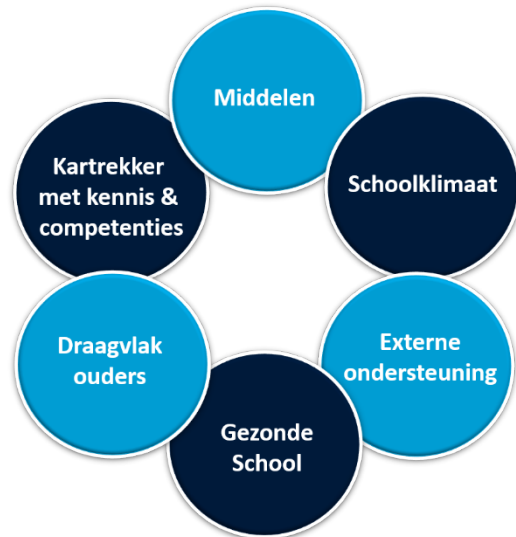 Middelen
Kartrekker
met kennis &
competenties
Schoolklimaat
Draagvlak
ouders
Externe
ondersteuning
Gezonde
School